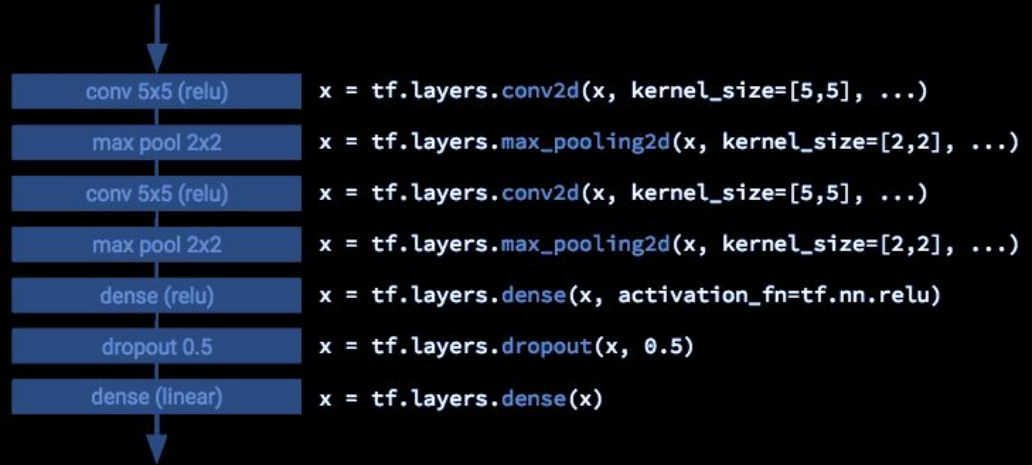 conv 5x5 (relu) x = tf.layers.conv2d(x, kernel_size=[5,5], ...)
max pool 2x2 x = tf.layers.max_pooling2d(x, kernel_size=[2,2], ...)
conv 5x5 (relu) x = tf.layers.conv2d(x, kernel_size=[5,5], ...)
max pool 2x2 x = tf.layers.max_pooling2d(x, kernel_size=[2,2], ...)
dense (relu) x = tf.layers.dense(x, activation_fn=tf.nn.relu)
dropout 0.5 x = tf.layers.dropout(x, 0.5)
dense (linear) x = tf.layers.dense(x)